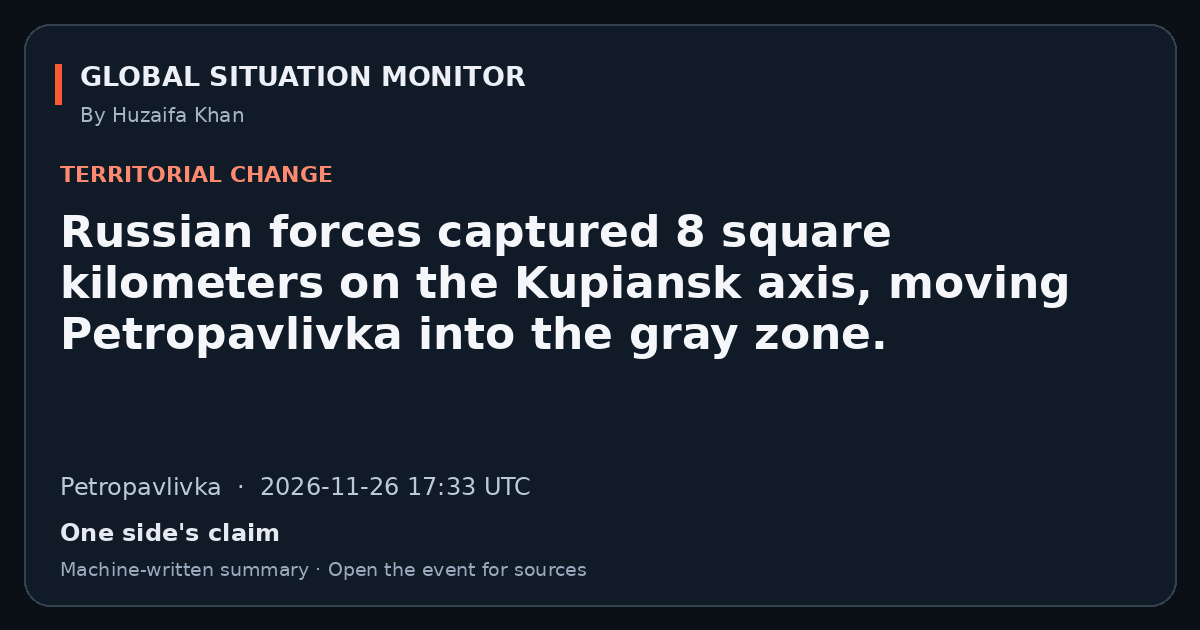 GLOBAL SITUATION MONITOR
By Huzaifa Khan
TERRITORIAL CHANGE
Russian forces captured 8 square
kilometers on the Kupiansk axis, moving
Petropavlivka into the gray zone.
Petropavlivka · 2026-11-26 17:33 UTC
One side's claim
Machine-written summary · Open the event for sources